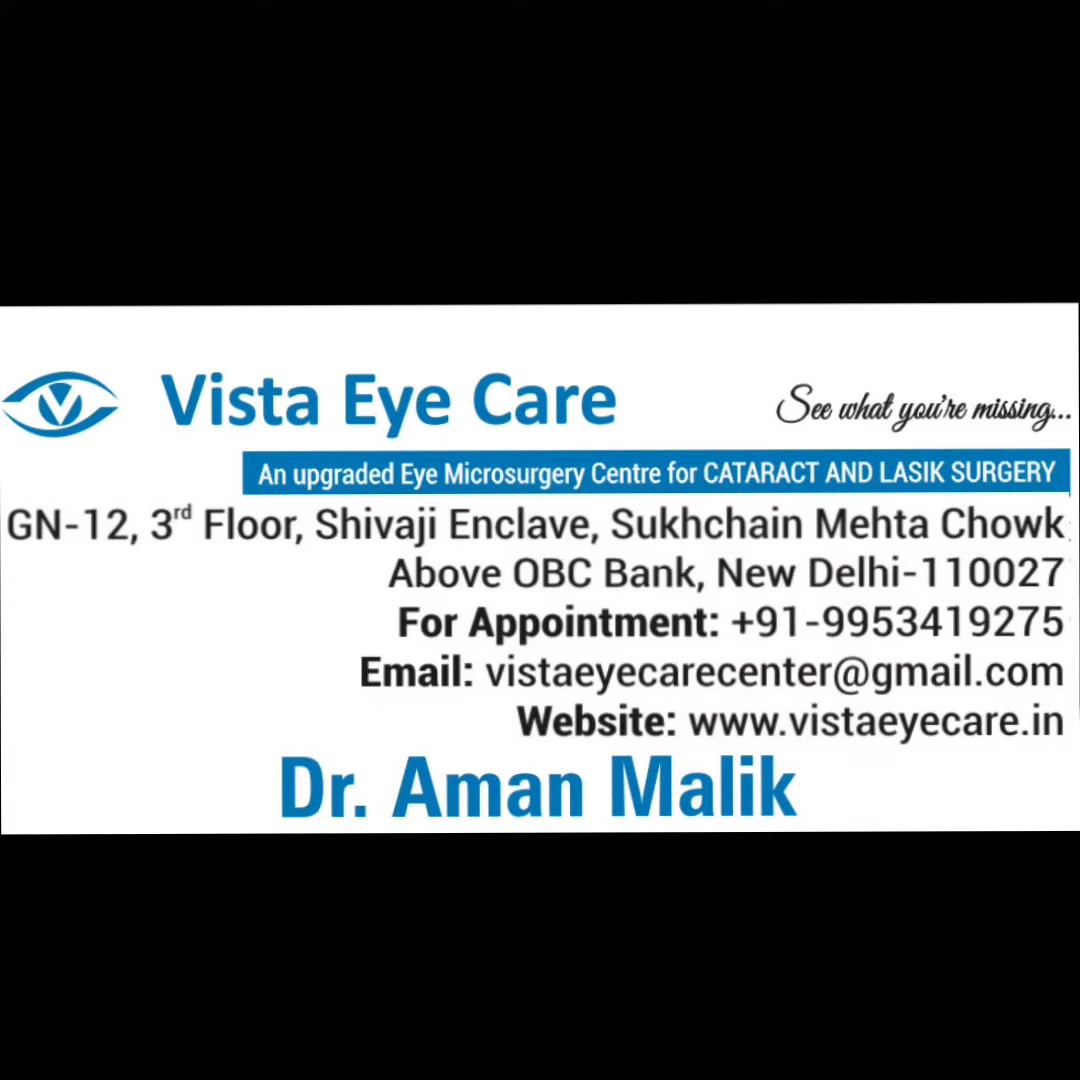 Vista Eye Care
See what you're missing...
An upgraded Eye Microsurgery Centre for CATARACT AND LASIK SURGERY
GN-12, 3rd Floor, Shivaji Enclave, Sukhchain Mehta Chowk
Above OBC Bank, New Delhi-110027
For Appointment: +91-9953419275
Email: vistaeyecarecenter@gmail.com
Website: www.vistaeyecare.in
Dr. Aman Malik